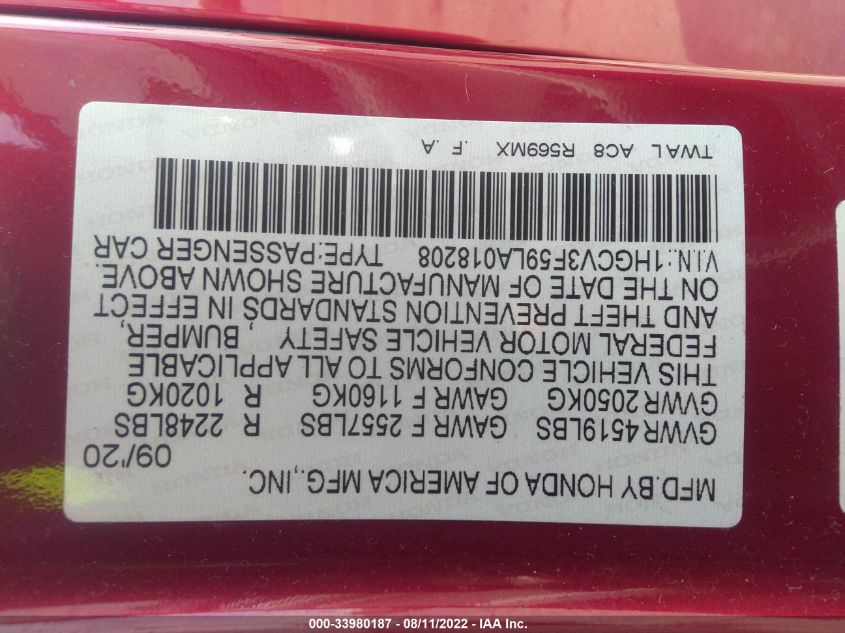 MFD.BY HONDA OF AMERICA MFG.,INC. 09/'20
GVWR 4519LBS GAWR F 2557LBS R 2248LBS
GVWR 2050KG GAWR F 1160KG R 1020KG
THIS VEHICLE CONFORMS TO ALL APPLICABLE
FEDERAL MOTOR VEHICLE SAFETY , BUMPER,
AND THEFT PREVENTION STANDARDS IN EFFECT
ON THE DATE OF MANUFACTURE SHOWN ABOVE.
V.I.N.:1HGCV3F59LA018208 TYPE:PASSENGER CAR
TWAL AC8 R569MX .F .A
000-33980187 - 08/11/2022 - IAA Inc.